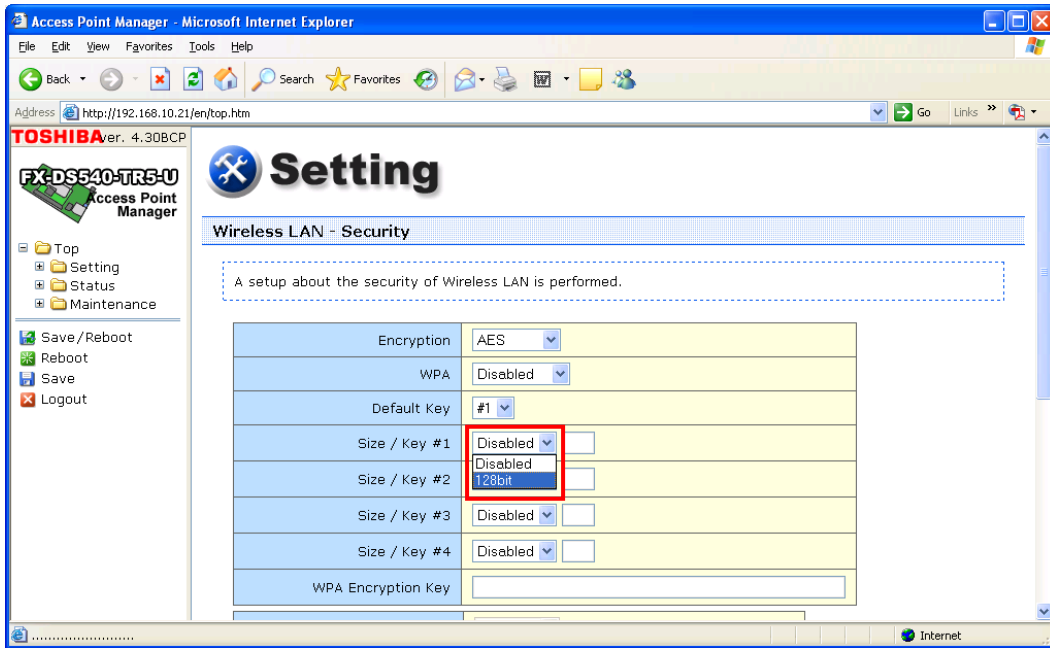 Access Point Manager - Microsoft Internet Explorer
File Edit View Favorites Tools Help
Back Search Favorites
Address http://192.168.10.21/en/top.htm Go Links »
TOSHIBA ver. 4.30BCP
FX-DS540-TR5-U
Access Point
Manager
Top
Setting
Status
Maintenance
Save/Reboot
Reboot
Save
Logout
Setting
Wireless LAN - Security
A setup about the security of Wireless LAN is performed.
Encryption AES
WPA Disabled
Default Key #1
Size / Key #1 Disabled
Disabled
128bit
Size / Key #2
Size / Key #3 Disabled
Size / Key #4 Disabled
WPA Encryption Key
Internet